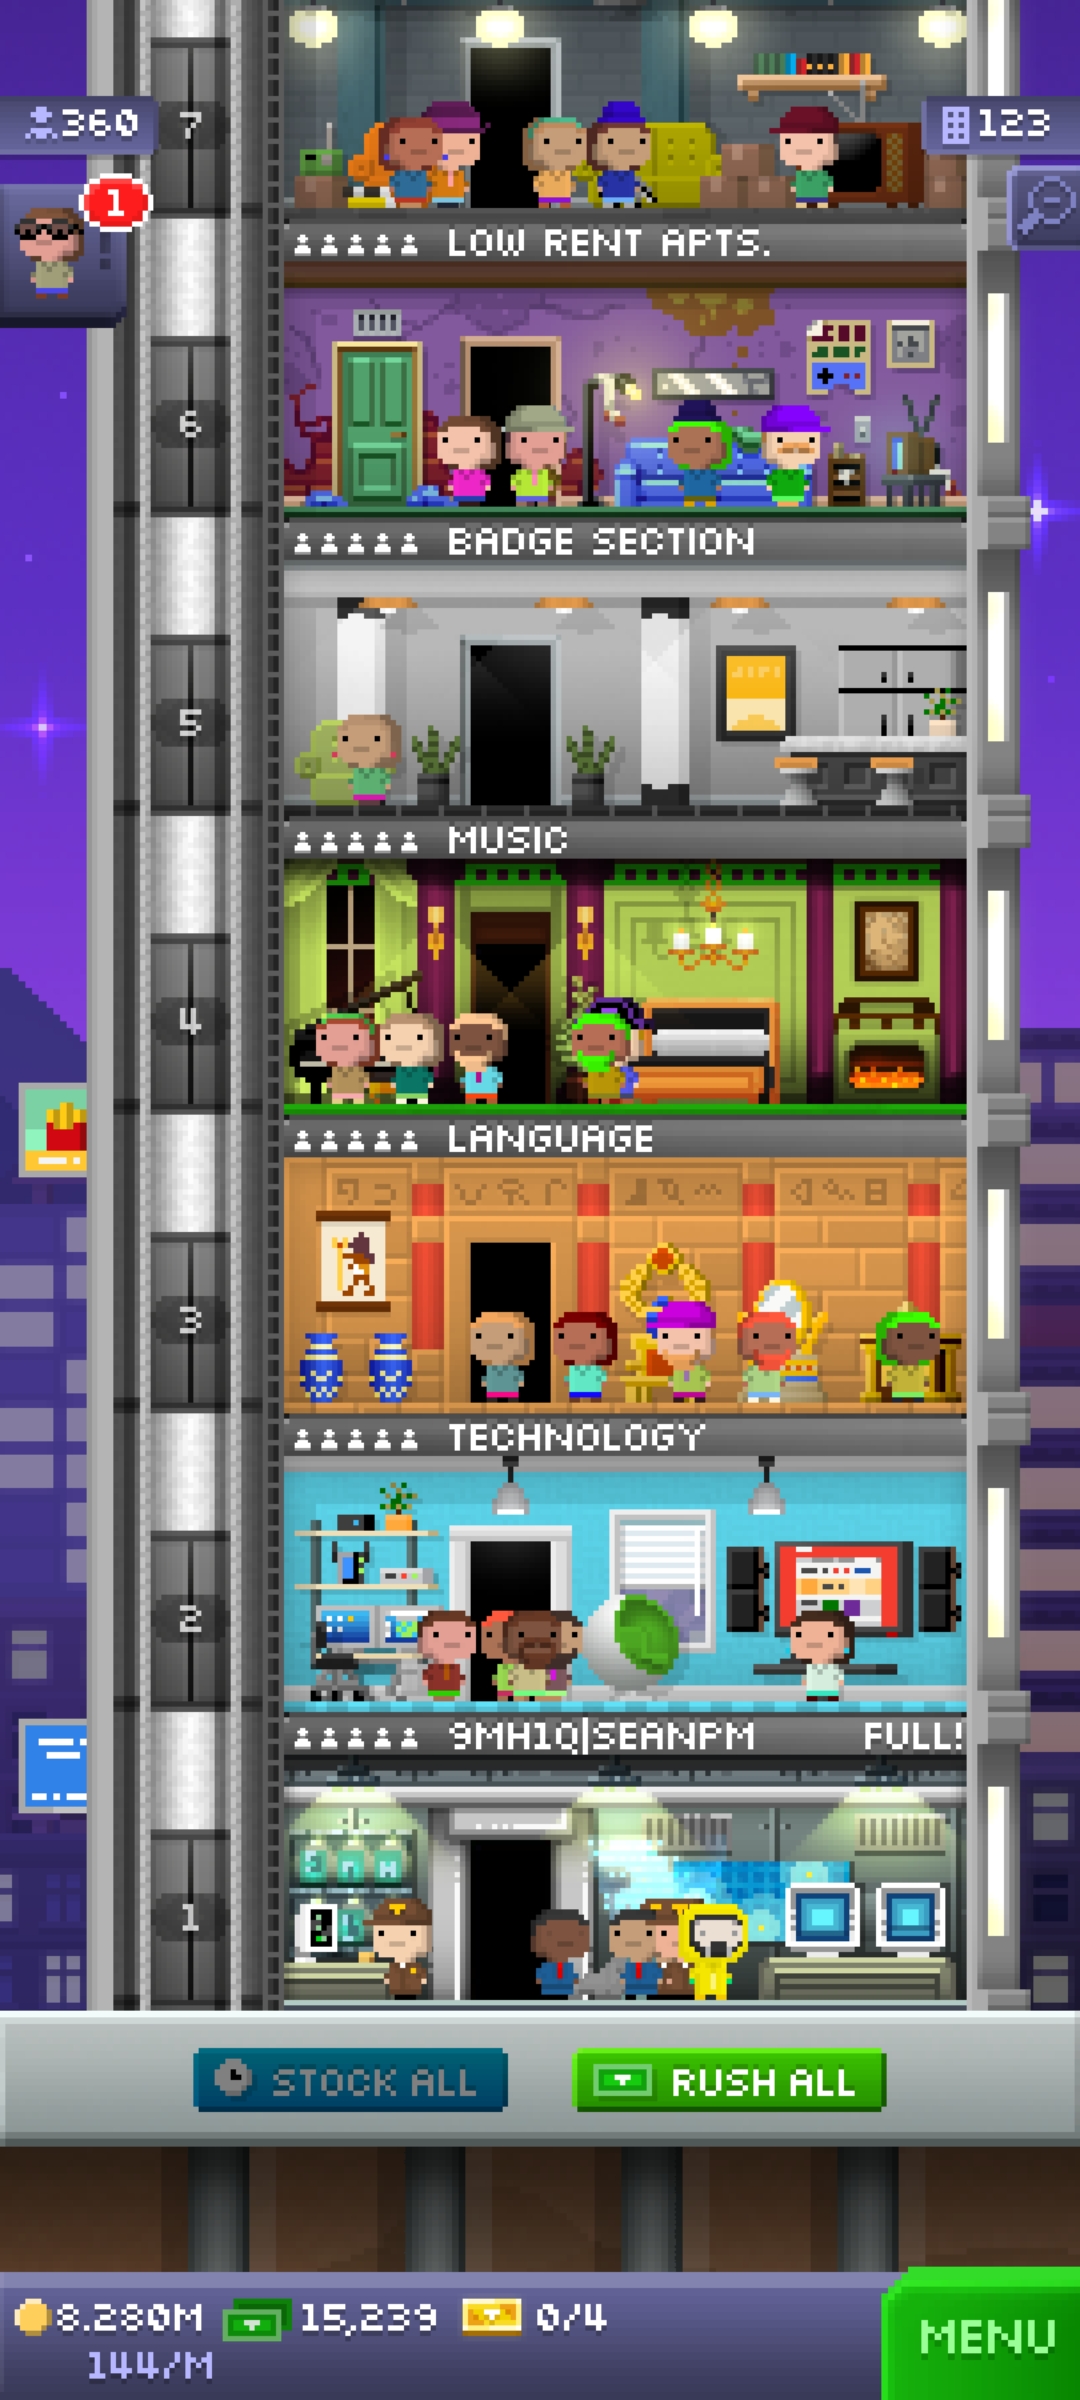 7
360
123
1
LOW RENT APTS.
6
BADGE SECTION
5
MUSIC
4
LANGUAGE
3
TECHNOLOGY
2
9MH1Q|SEANPM FULL!
1
STOCK ALL
RUSH ALL
8.280M 15,239 0/4
144/M
MENU